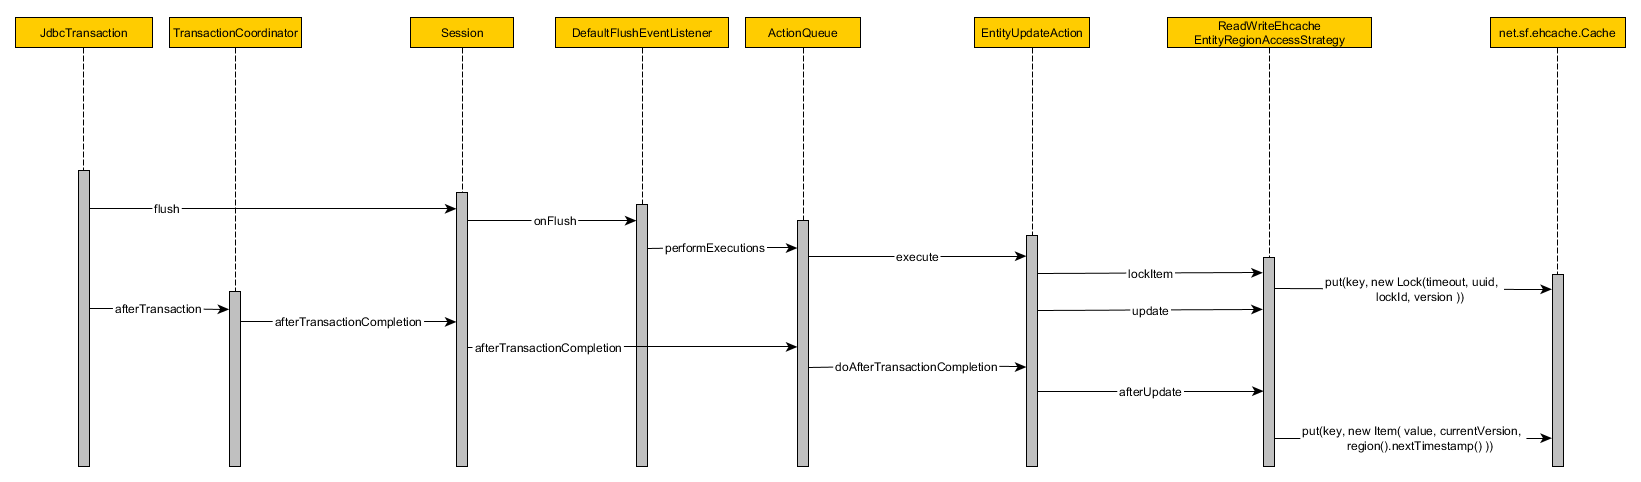 JdbcTransaction
TransactionCoordinator
Session
DefaultFlushEventListener
ActionQueue
EntityUpdateAction
ReadWriteEhcache
EntityRegionAccessStrategy
net.sf.ehcache.Cache
flush
onFlush
performExecutions
execute
lockItem
put(key, new Lock(timeout, uuid,
lockId, version ))
afterTransaction
update
afterTransactionCompletion
afterTransactionCompletion
doAfterTransactionCompletion
afterUpdate
put(key, new Item( value, currentVersion,
region().nextTimestamp() ))